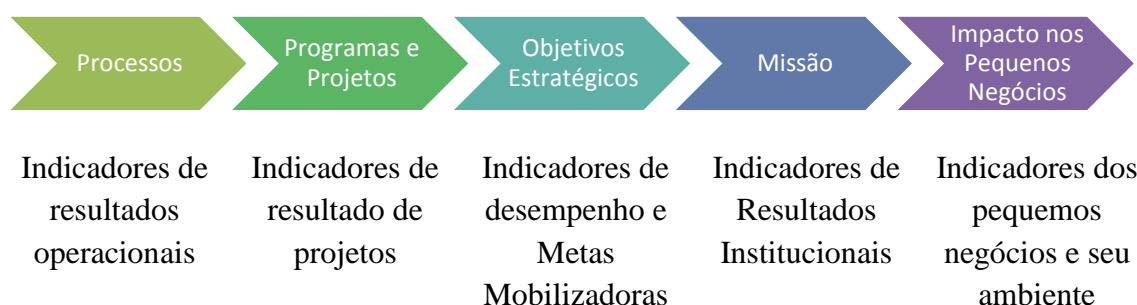 Processos
Programas e
Projetos
Objetivos
Estratégicos
Missão
Impacto nos
Pequenos
Negócios
Indicadores de
resultados
operacionais
Indicadores de
resultado de
projetos
Indicadores de
desempenho e
Metas
Mobilizadoras
Indicadores de
Resultados
Institucionais
Indicadores dos
pequemos
negócios e seu
ambiente